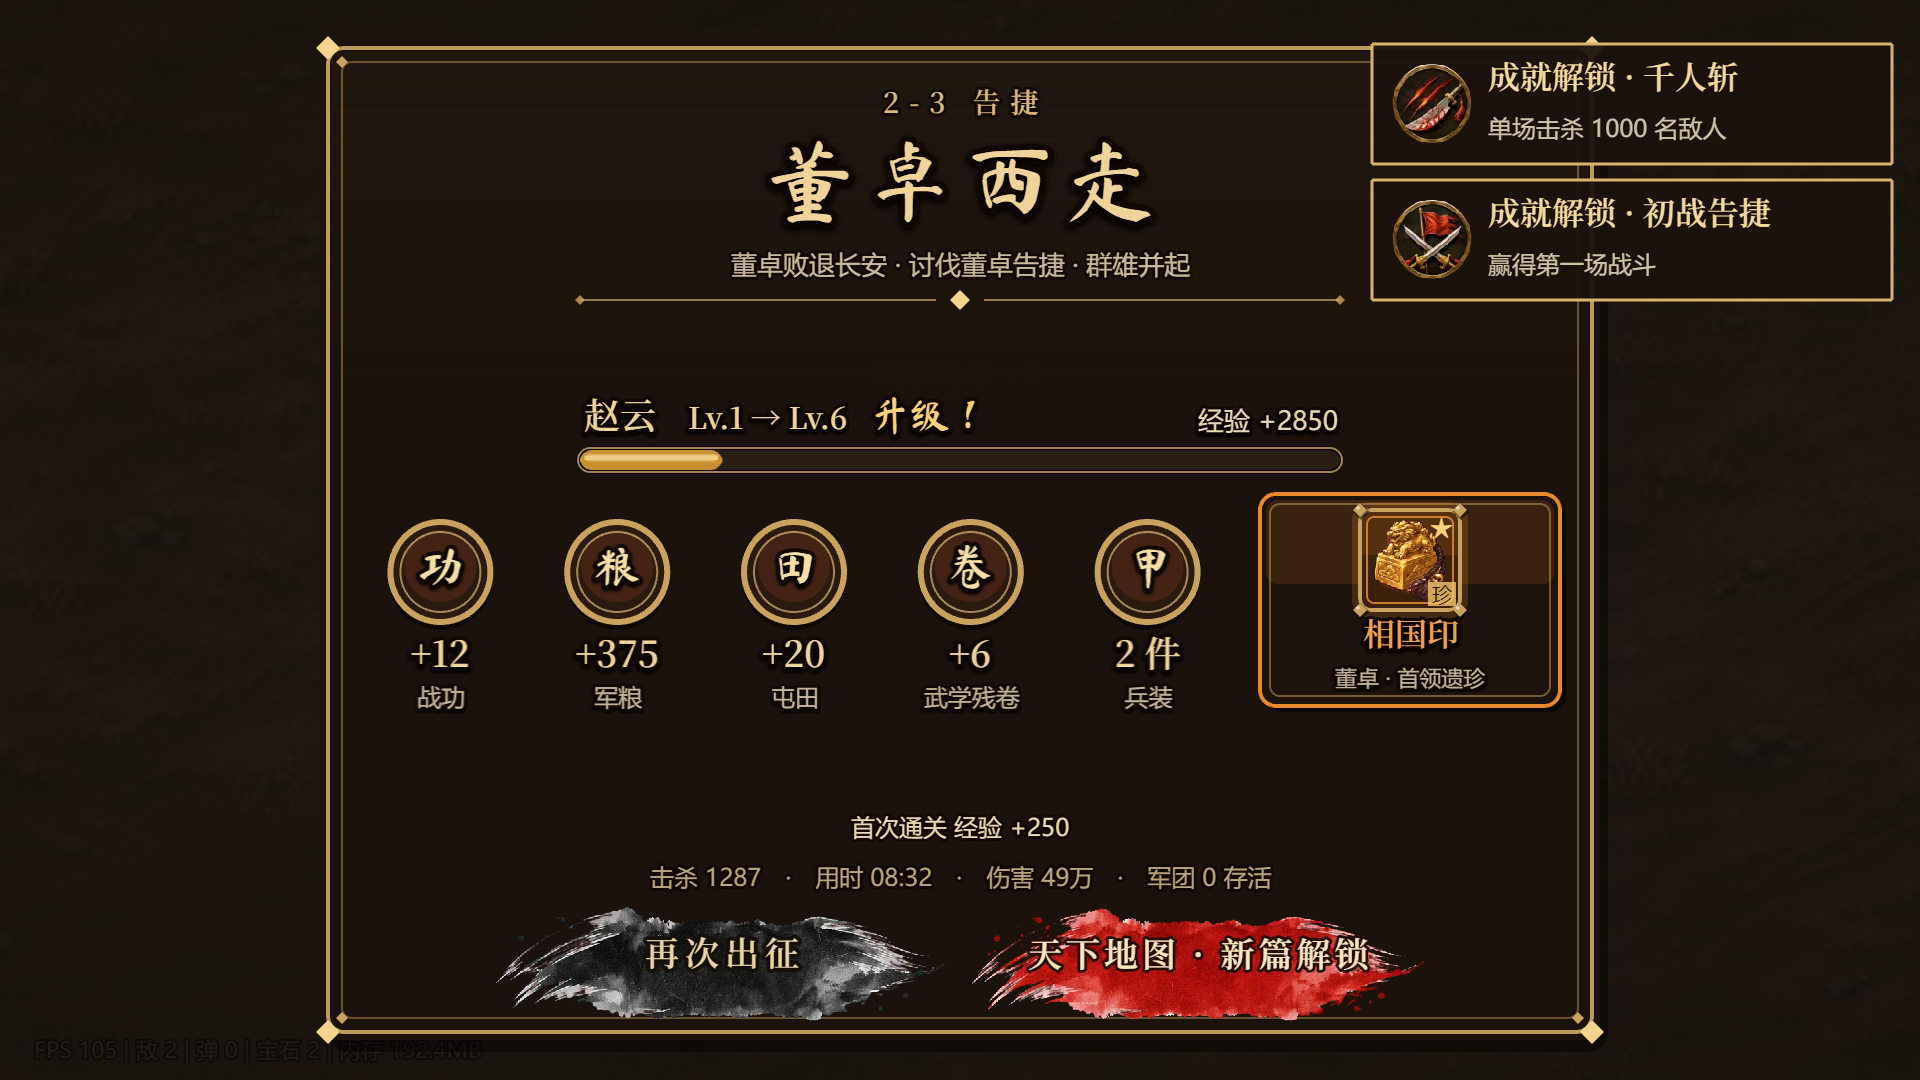 2-3 告捷
董卓西走
董卓败退长安·讨伐董卓告捷·群雄并起
成就解锁·千人斩
单场击杀 1000 名敌人
成就解锁·初战告捷
赢得第一场战斗
赵云 Lv.1→Lv.6 升级！ 经验 +2850
功 粮 田 卷 甲
+12 +375 +20 +6 2 件
战功 军粮 屯田 武学残卷 兵装
珍
相国印
董卓·首领遗珍
首次通关 经验 +250
击杀 1287 · 用时 08:32 · 伤害 49万 · 军团 0 存活
再次出征
天下地图·新篇解锁
FPS 105 | 敌 2 | 弹 0 | 宝石 2 | 内存 192.4MB